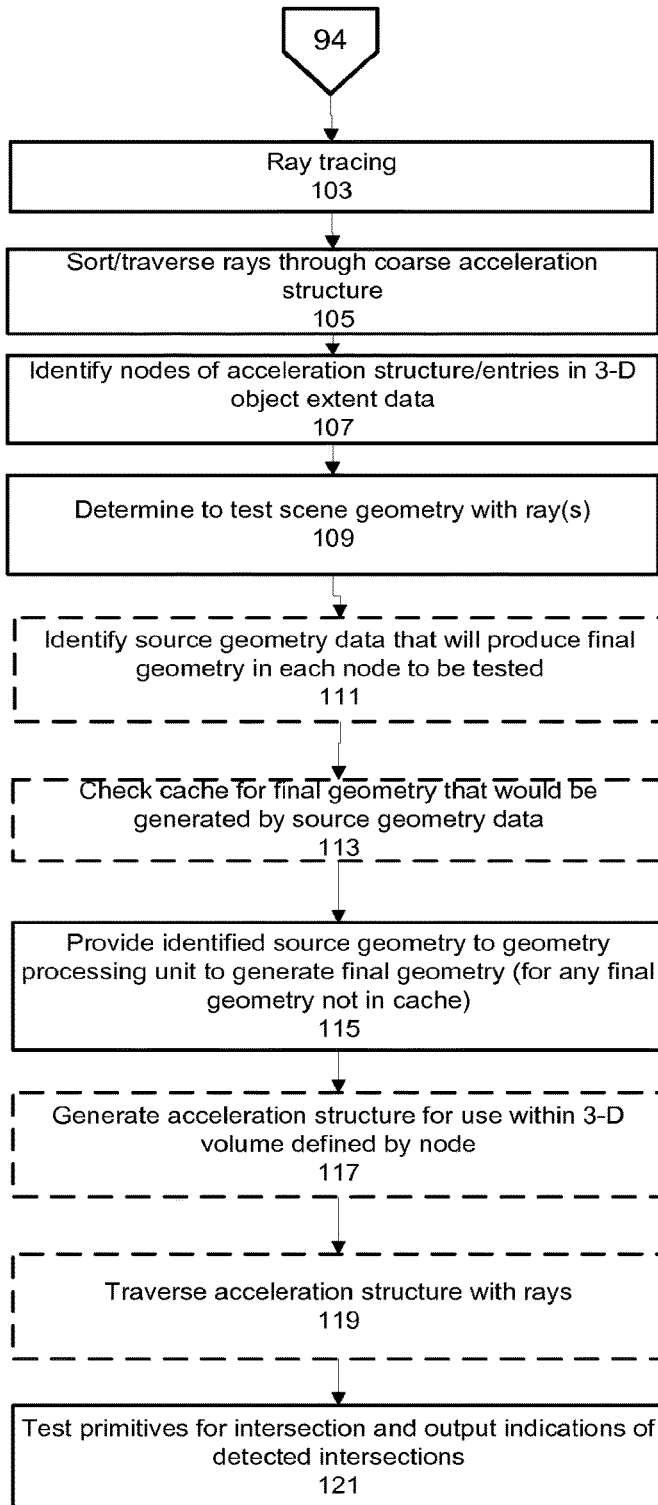 94
Ray tracing
103
Sort/traverse rays through coarse acceleration
structure
105
Identify nodes of acceleration structure/entries in 3-D
object extent data
107
Determine to test scene geometry with ray(s)
109
Identify source geometry data that will produce final
geometry in each node to be tested
111
Check cache for final geometry that would be
generated by source geometry data
113
Provide identified source geometry to geometry
processing unit to generate final geometry (for any final
geometry not in cache)
115
Generate acceleration structure for use within 3-D
volume defined by node
117
Traverse acceleration structure with rays
119
Test primitives for intersection and output indications of
detected intersections
121